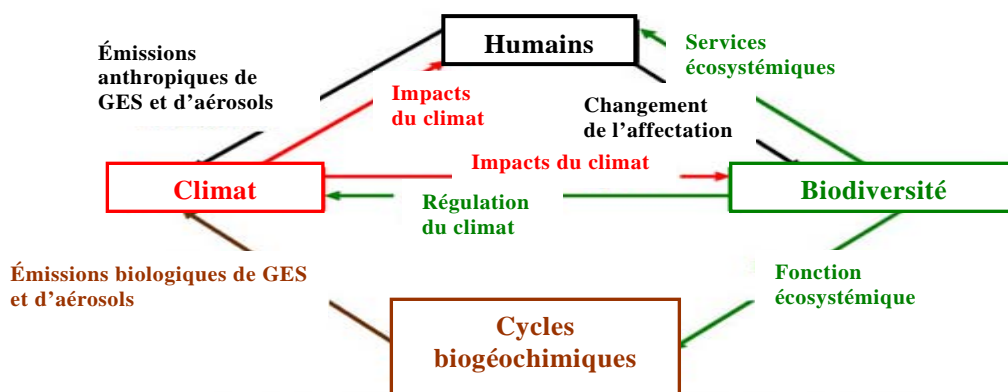 Humains
Services
écosystémiques
Émissions
anthropiques de
GES et d'aérosols
Impacts
du climat
Changement
de l'affectation
Impacts du climat
Climat
Biodiversité
Régulation
du climat
Émissions biologiques de GES
et d'aérosols
Fonction
écosystémique
Cycles
biogéochimiques